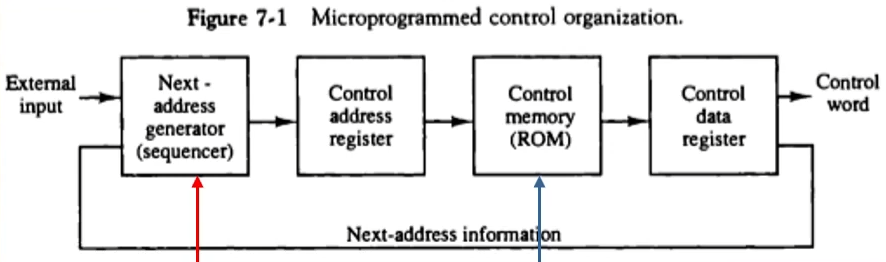 Figure 7-1 Microprogrammed control organization.
External
input
Next -
address
generator
(sequencer)
Control
address
register
Control
memory
(ROM)
Control
data
register
Control
word
Next-address information